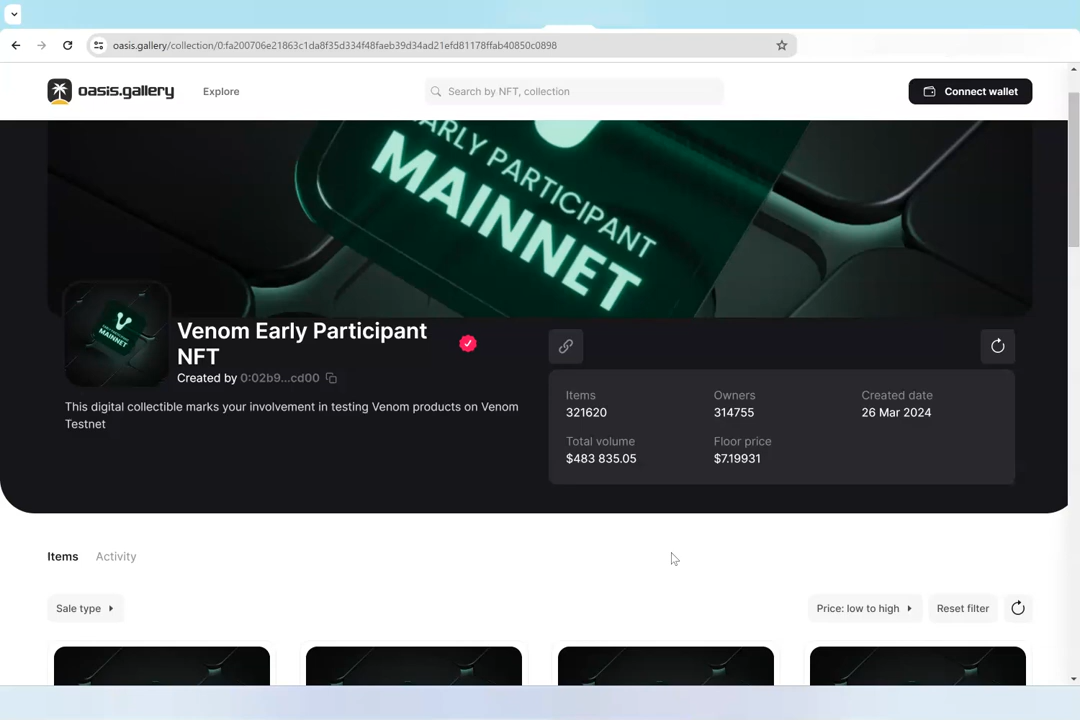 oasis.gallery/collection/0:fa200706e21863c1da8f35d334f48faeb39d34ad21efd81178ffab40850c0898
oasis.gallery
Explore
Search by NFT, collection
Connect wallet
EARLY PARTICIPANT
MAINNET
MAINNET
Venom Early Participant
NFT
Created by 0:02b9...cd00
This digital collectible marks your involvement in testing Venom products on Venom
Testnet
Items
Owners
Created date
321620
314755
26 Mar 2024
Total volume
Floor price
$483 835.05
$7.19931
Items
Activity
Sale type
Price: low to high
Reset filter